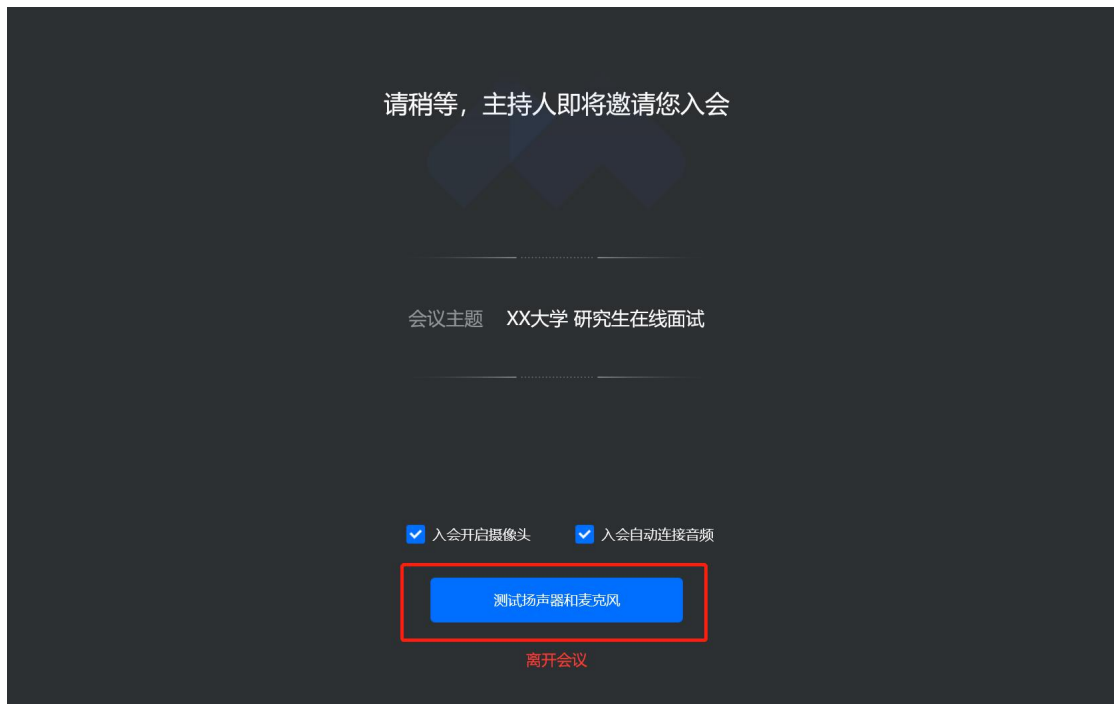 请稍等，主持人即将邀请您入会
会议主题 XX大学 研究生在线面试
入会开启摄像头 入会自动连接音频
测试扬声器和麦克风
离开会议